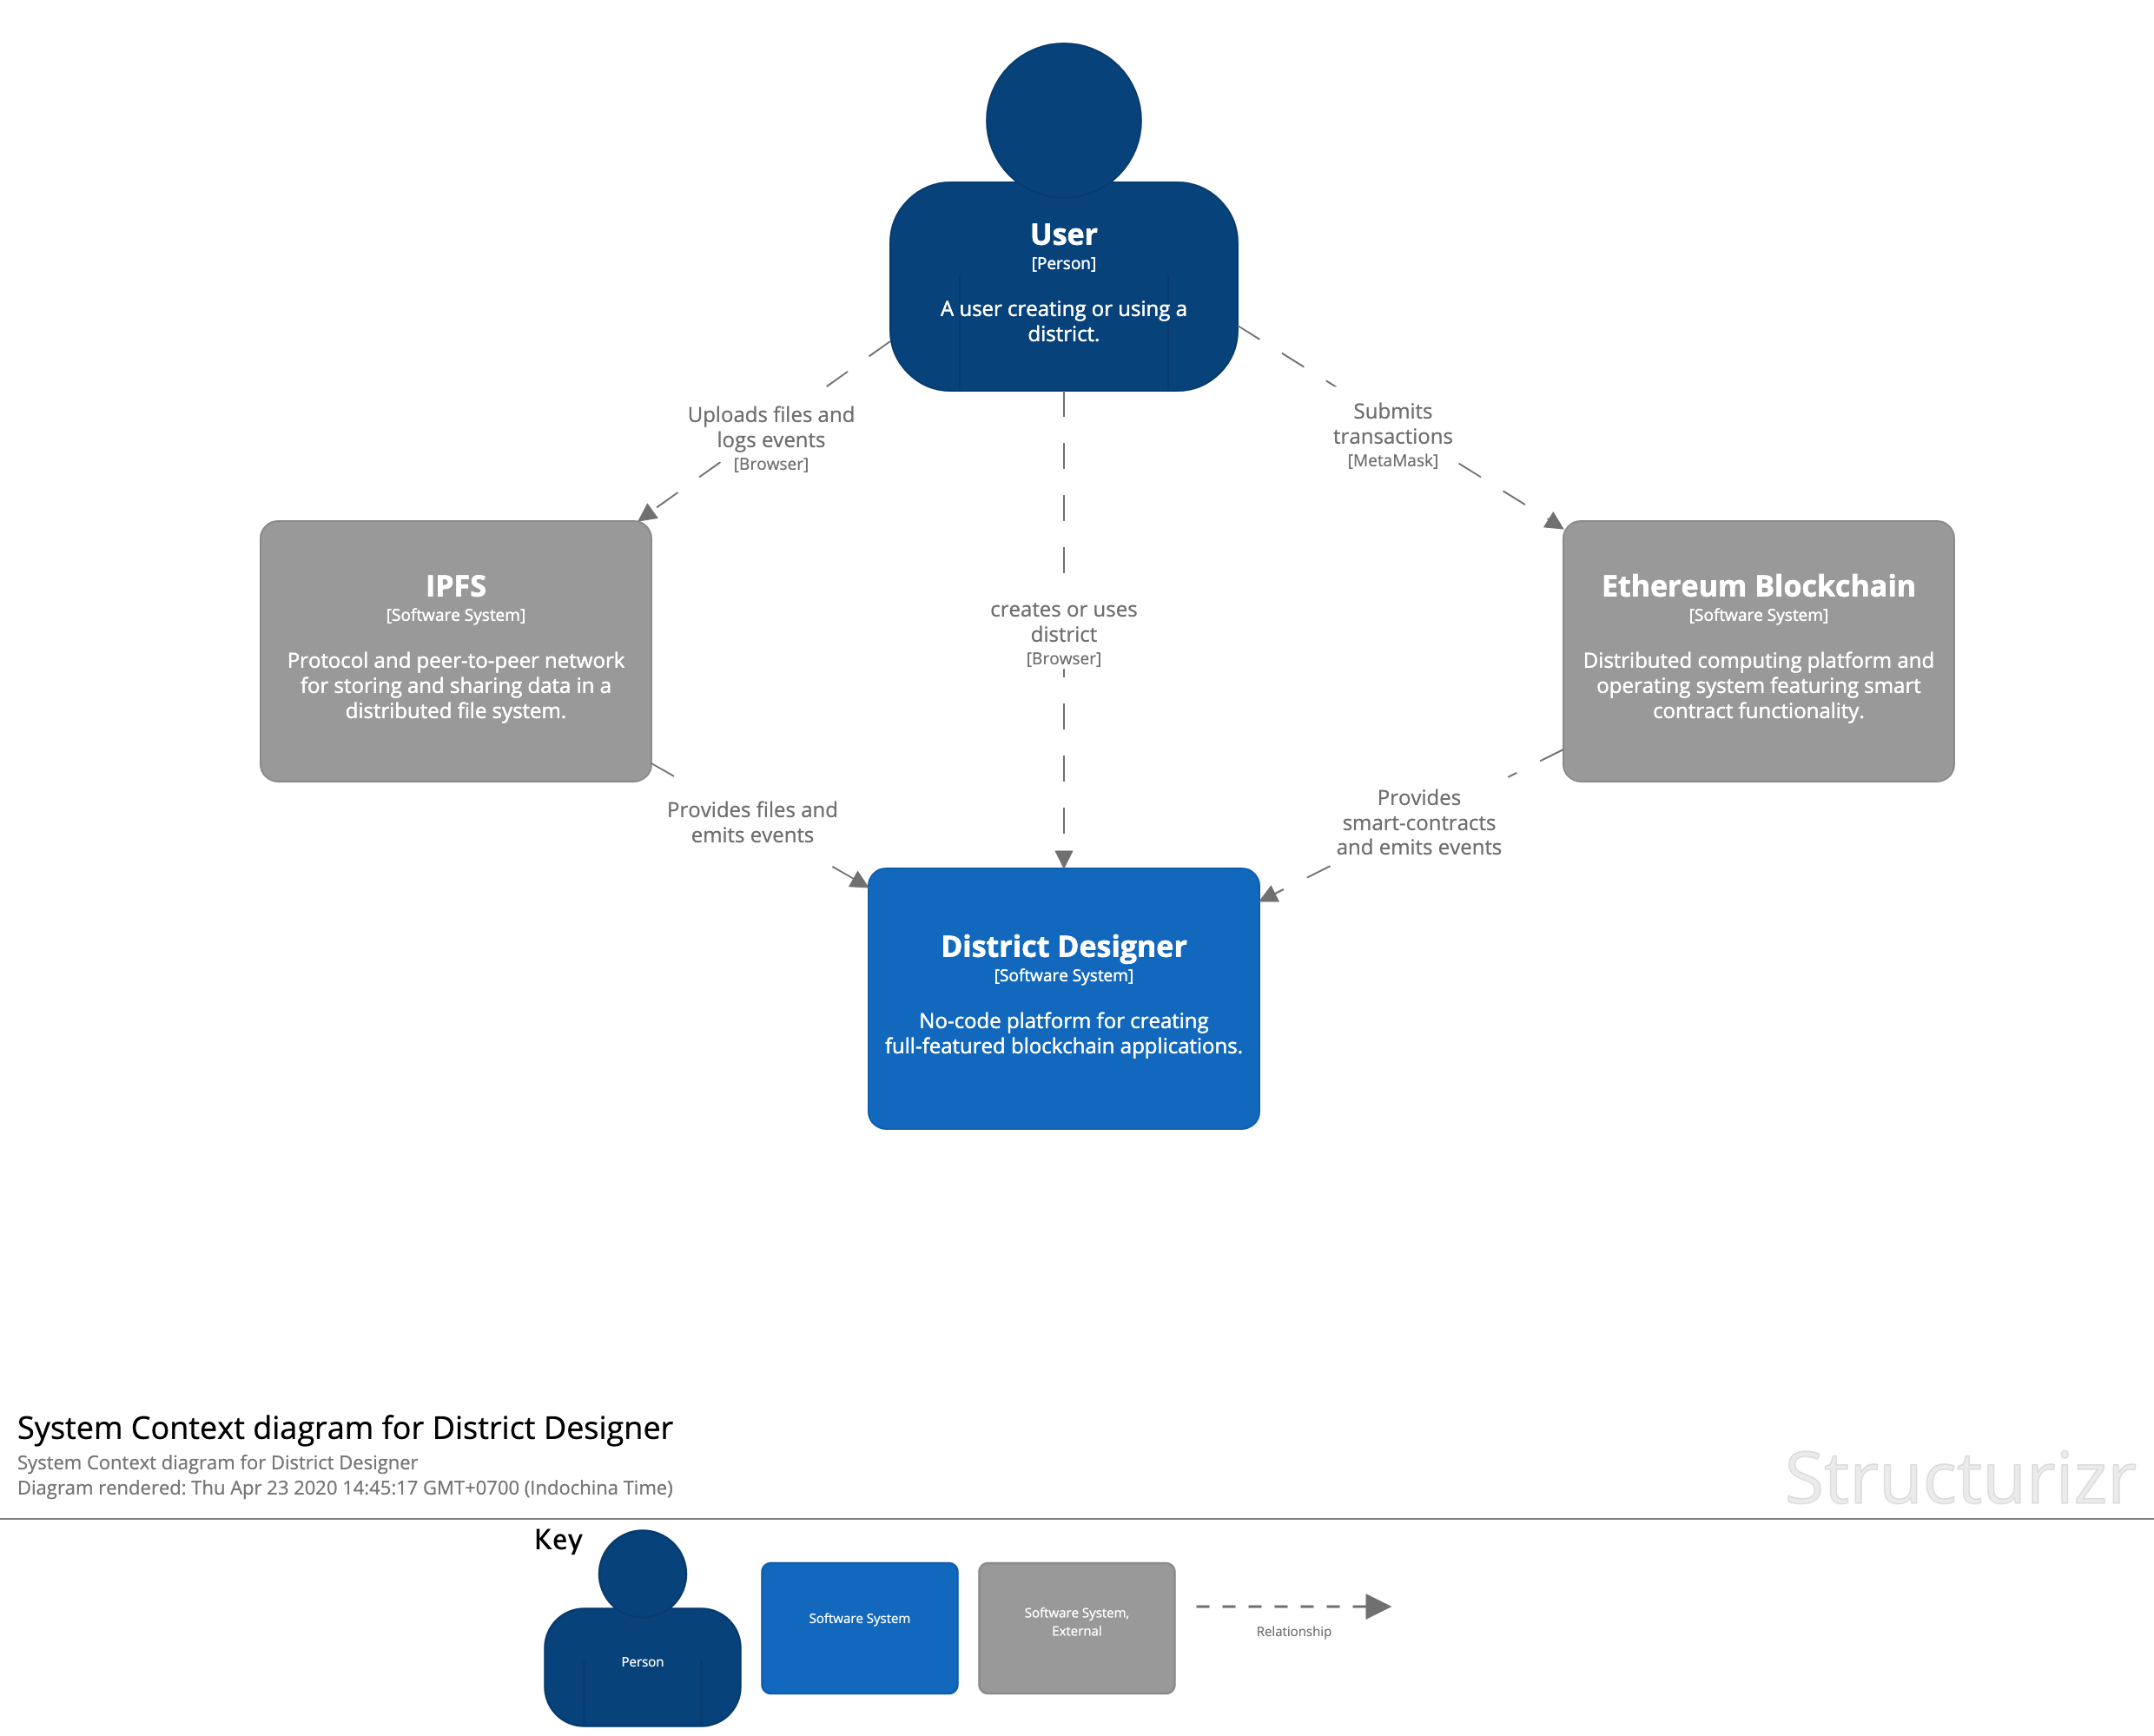 User
[Person]
A user creating or using a
district.
Uploads files and
logs events
[Browser]
Submits
transactions
[MetaMask]
IPFS
[Software System]
Protocol and peer-to-peer network
for storing and sharing data in a
distributed file system.
creates or uses
district
[Browser]
Ethereum Blockchain
[Software System]
Distributed computing platform and
operating system featuring smart
contract functionality.
Provides files and
emits events
Provides
smart-contracts
and emits events
District Designer
[Software System]
No-code platform for creating
full-featured blockchain applications.
System Context diagram for District Designer
System Context diagram for District Designer
Diagram rendered: Thu Apr 23 2020 14:45:17 GMT+0700 (Indochina Time)
Structurizr
Key
Person
Software System
Software System,
External
Relationship